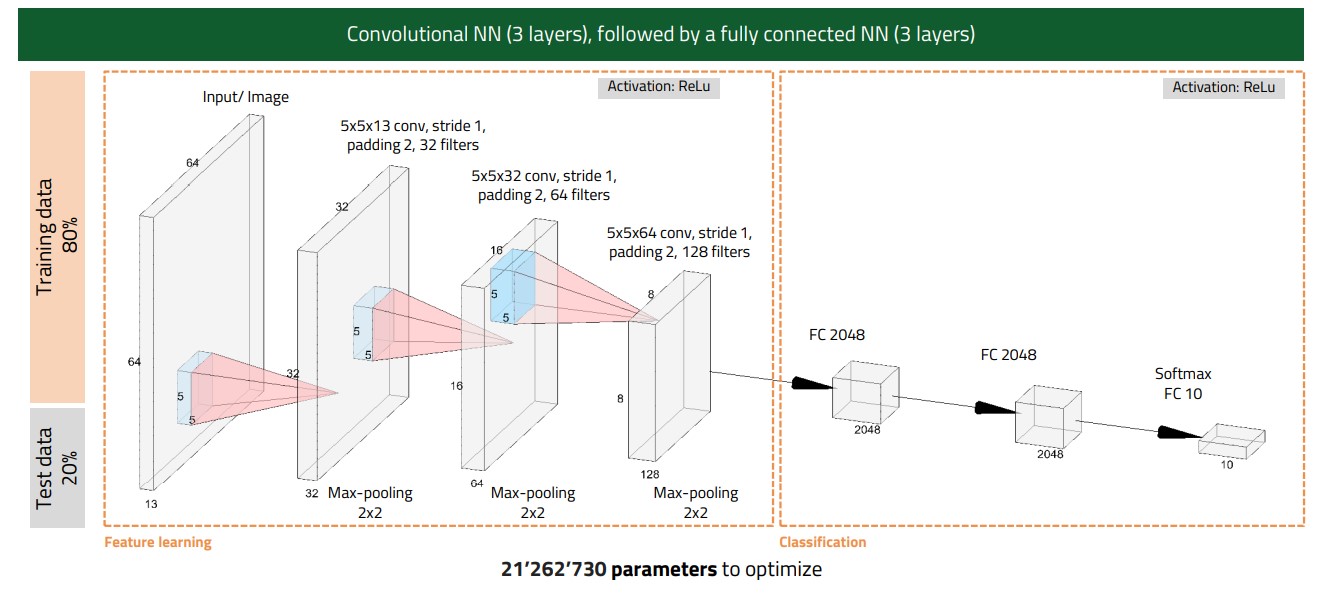 Convolutional NN (3 layers), followed by a fully connected NN (3 layers)
Training data
80%
Test data
20%
Activation: ReLu
Input/ Image
64
64
13
5
5
5x5x13 conv, stride 1,
padding 2, 32 filters
32
32
32
5
5
Max-pooling
2x2
5x5x32 conv, stride 1,
padding 2, 64 filters
16
16
64
5
5
Max-pooling
2x2
5x5x64 conv, stride 1,
padding 2, 128 filters
8
8
128
Max-pooling
2x2
Feature learning
Activation: ReLu
FC 2048
2048
FC 2048
2048
Softmax
FC 10
10
Classification
21’262’730 parameters to optimize